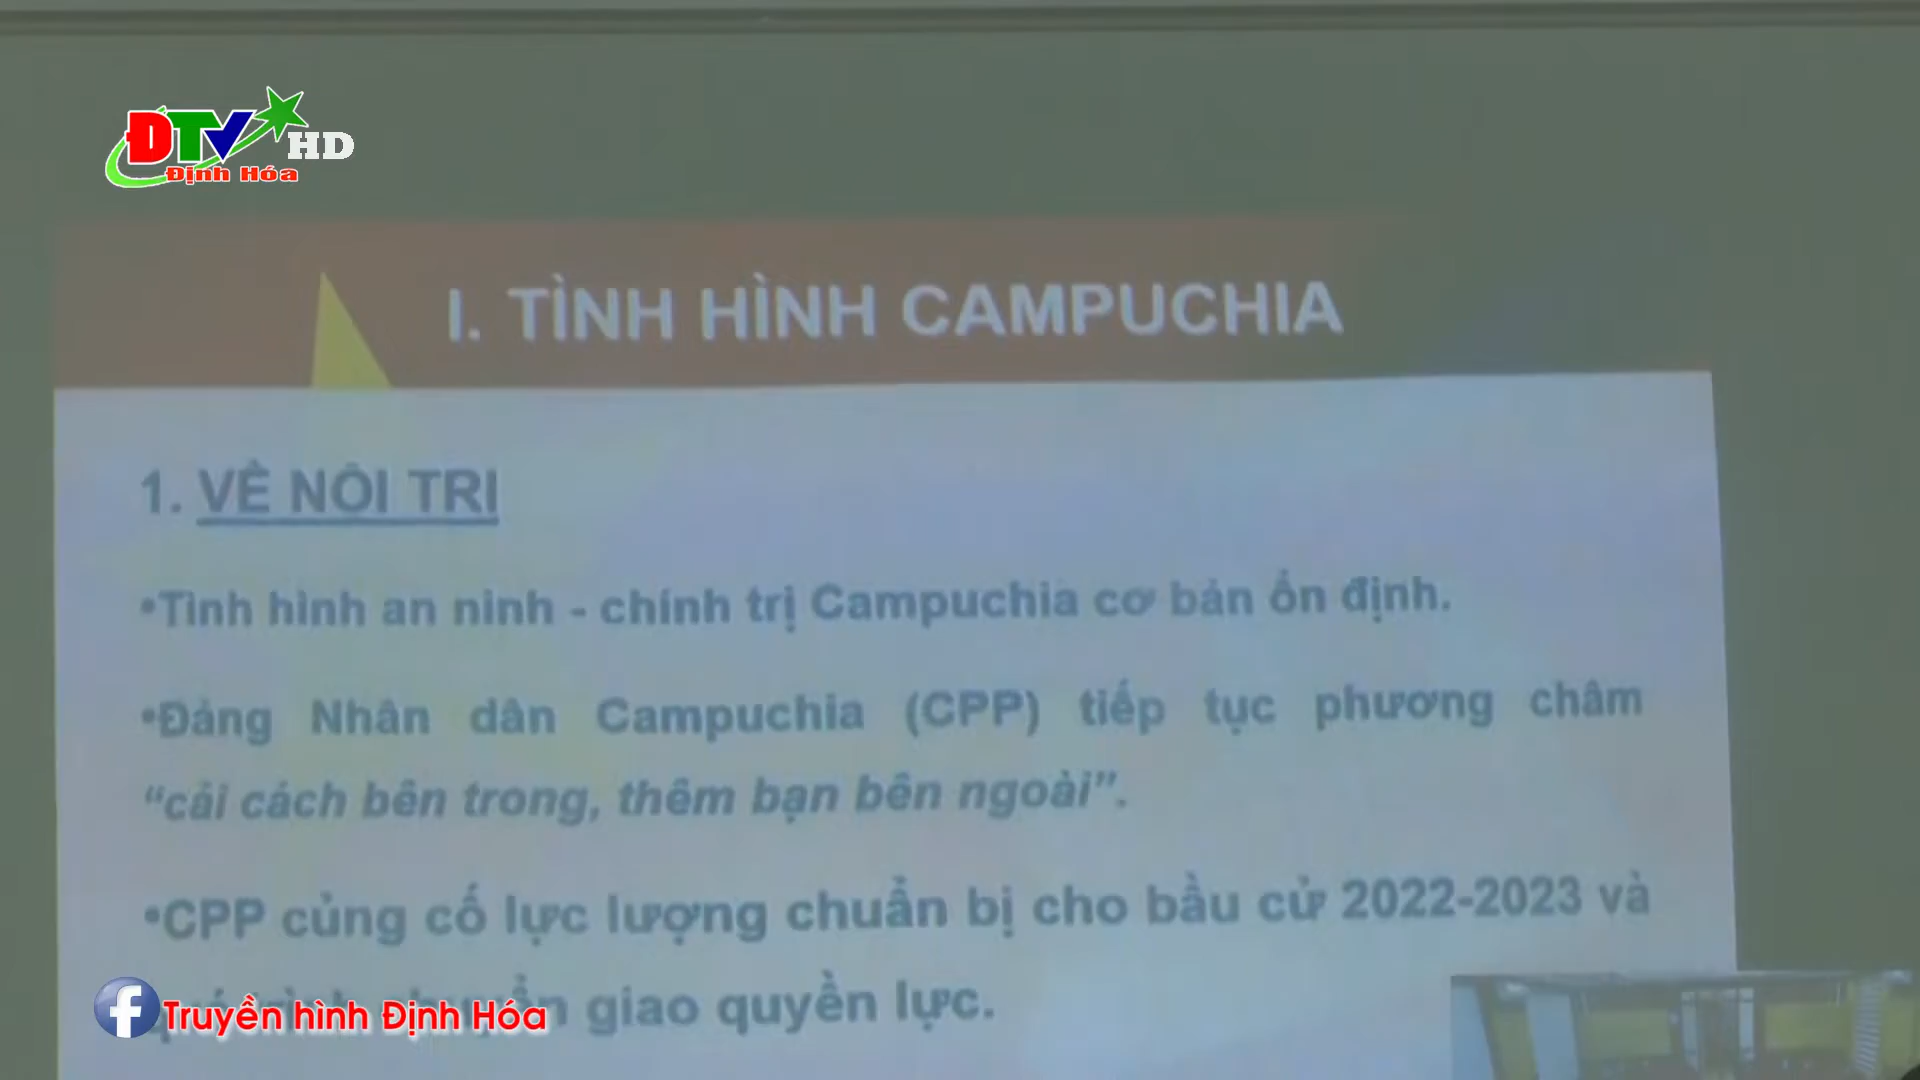 ĐTV HD
Định Hóa
I. TÌNH HÌNH CAMPUCHIA
1. VỀ NỘI TRỊ
•Tình hình an ninh - chính trị Campuchia cơ bản ổn định.
•Đảng Nhân dân Campuchia (CPP) tiếp tục phương châm
“cải cách bên trong, thêm bạn bên ngoài”.
•CPP củng cố lực lượng chuẩn bị cho bầu cử 2022-2023 và
giao quyền lực.
f Truyền hình Định Hóa